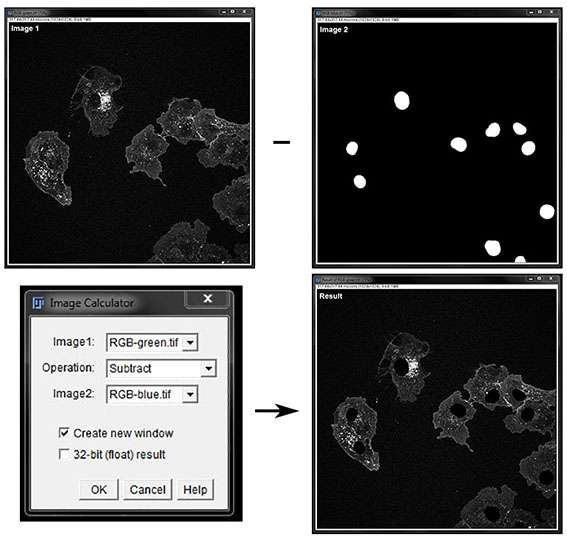 Image 1
Image 2
Image Calculator
Image1: RGB-green.tif
Operation: Subtract
Image2: RGB-blue.tif
Create new window
32-bit (float) result
OK Cancel Help
Result